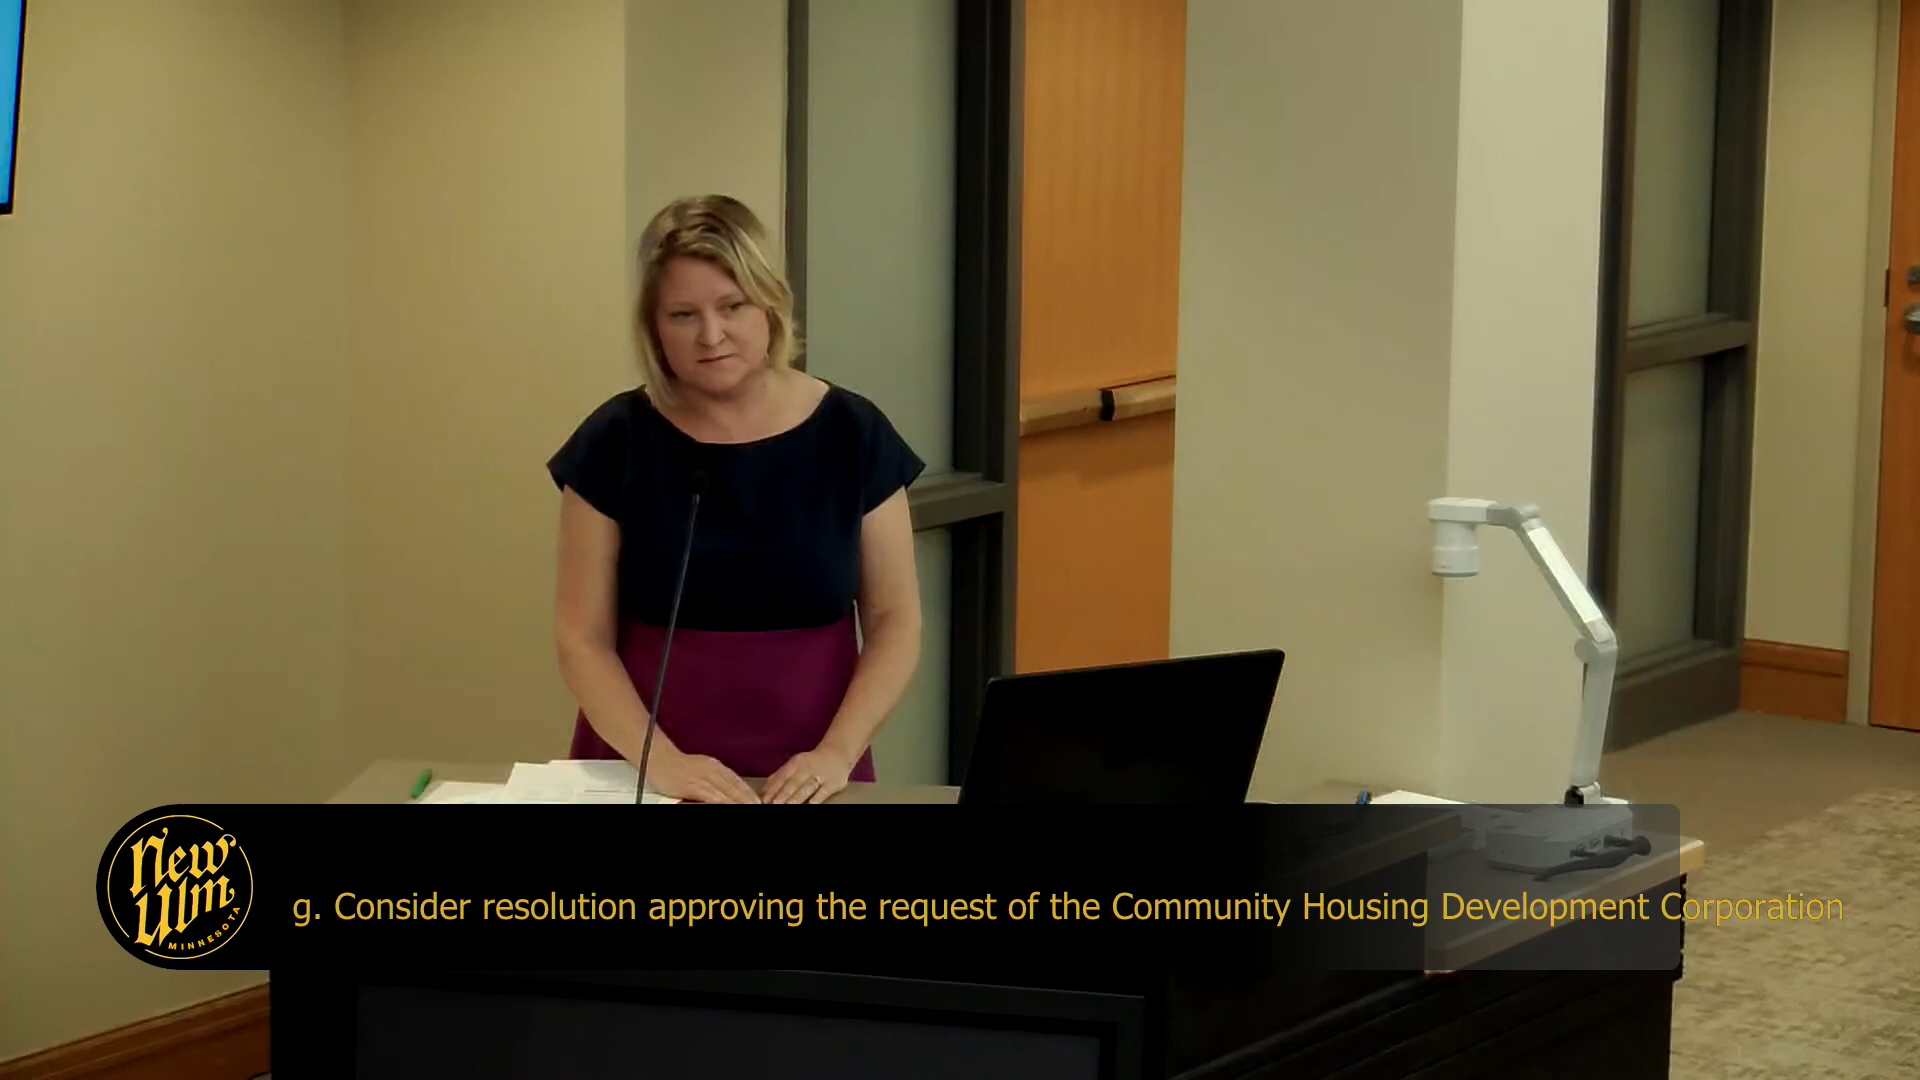 New
Ulm
MINNESOTA
g. Consider resolution approving the request of the Community Housing Development Corporation